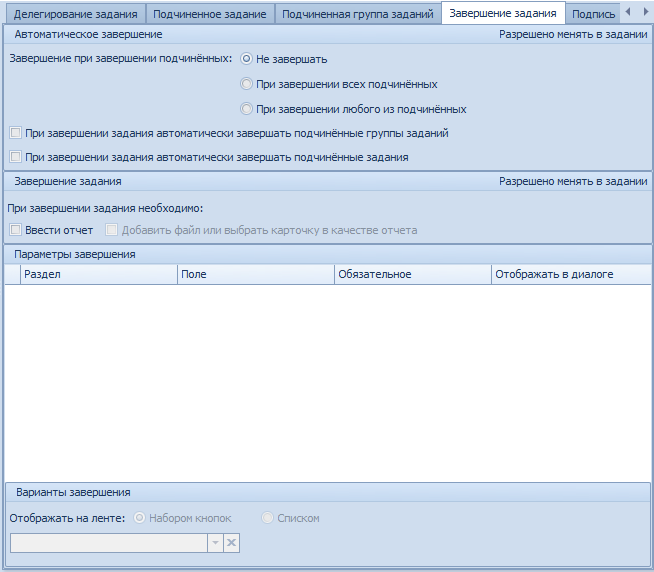 Делегирование задания Подчиненное задание Подчиненная группа заданий Завершение задания Подпись
Автоматическое завершение Разрешено менять в задании
Завершение при завершении подчинённых: Не завершать
При завершении всех подчинённых
При завершении любого из подчинённых
При завершении задания автоматически завершать подчинённые группы заданий
При завершении задания автоматически завершать подчинённые задания
Завершение задания Разрешено менять в задании
При завершении задания необходимо:
Ввести отчет Добавить файл или выбрать карточку в качестве отчета
Параметры завершения
Раздел Поле Обязательное Отображать в диалоге
Варианты завершения
Отображать на ленте: Набором кнопок Списком